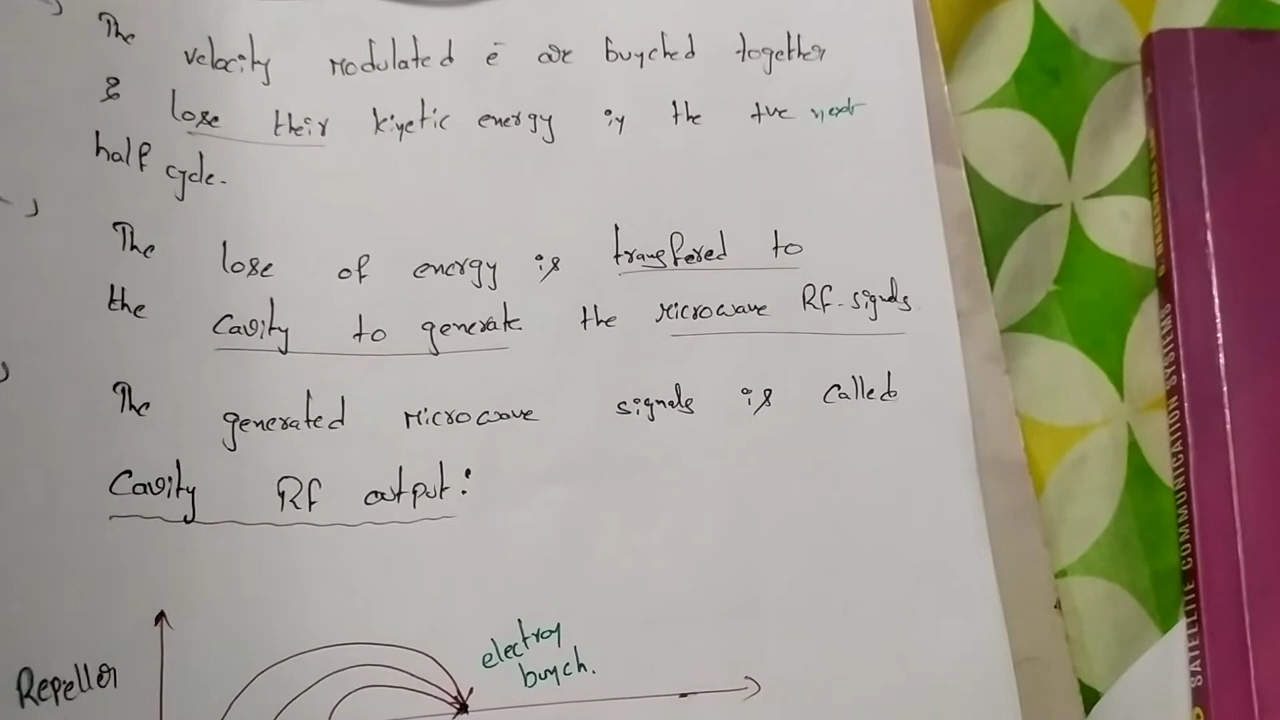 The velocity modulated ē are bunched together
& lose their kinetic energy in the +ve next
half cycle.
The lose of energy is transfered to
the cavity to generate the microwave RF-signals
The generated microwave signals is called
Cavity RF output:
electron
bunch.
Repeller
SATELLITE COMMUNICATION SYSTEMS